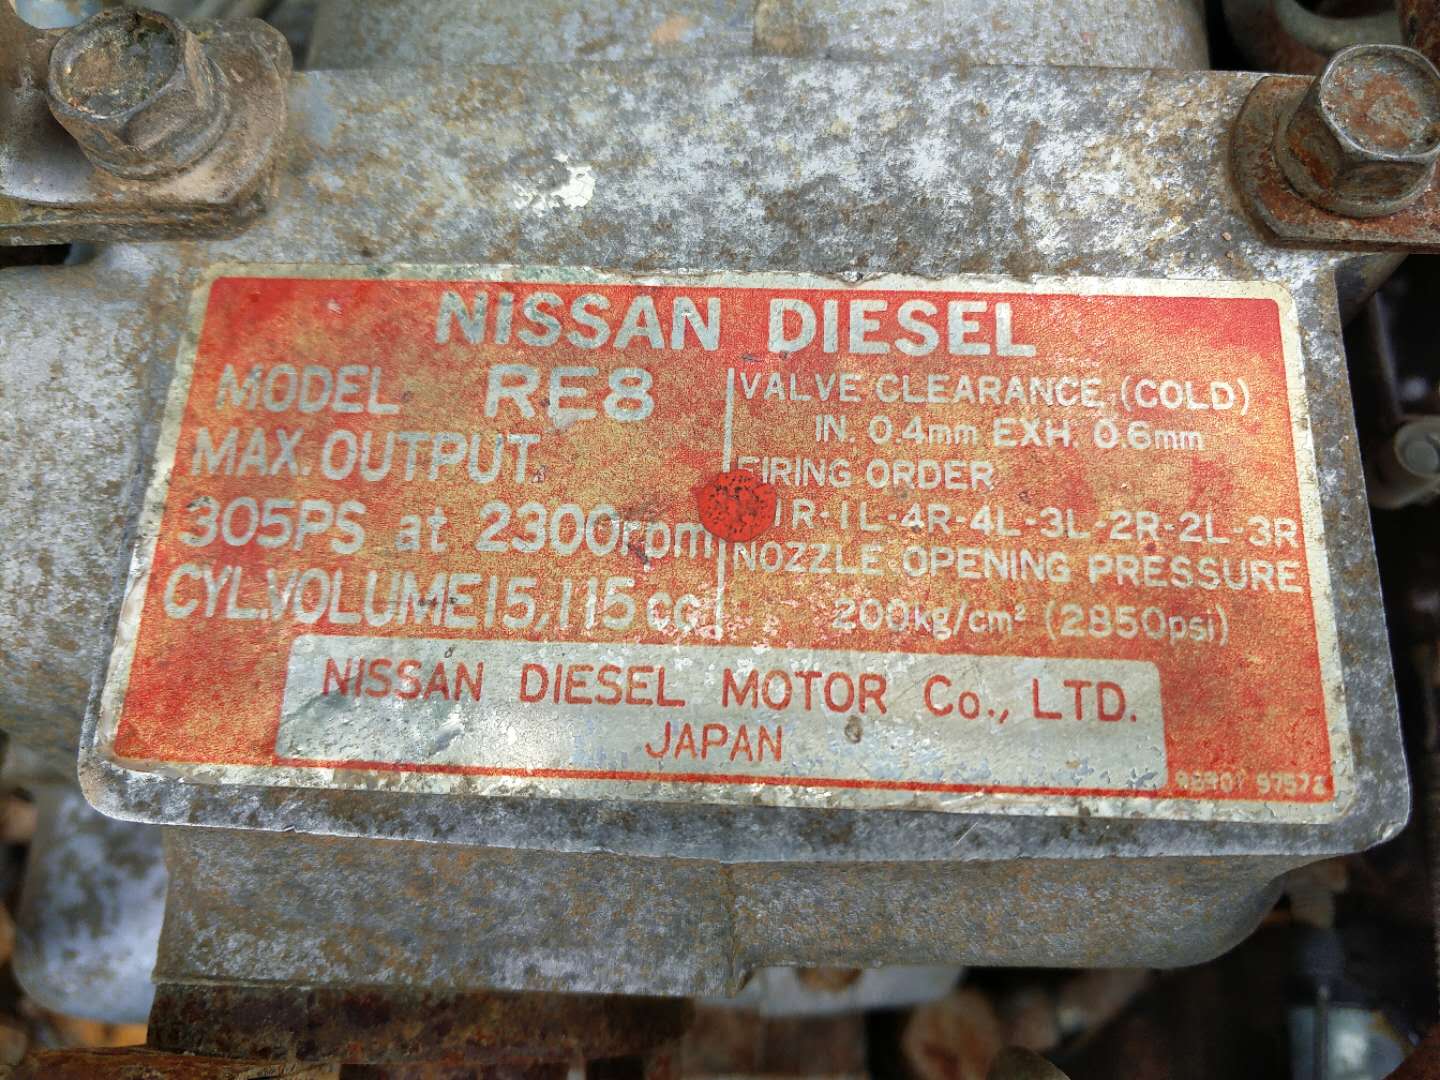 NISSAN DIESEL
MODEL RE8
MAX. OUTPUT
305PS at 2300rpm
CYL.VOLUME 15,115 cc
VALVE CLEARANCE (COLD)
IN. 0.4mm EXH. 0.6mm
FIRING ORDER
1R-1L-4R-4L-3L-2R-2L-3R
NOZZLE OPENING PRESSURE
200kg/cm² (2850psi)
NISSAN DIESEL MOTOR Co., LTD.
JAPAN